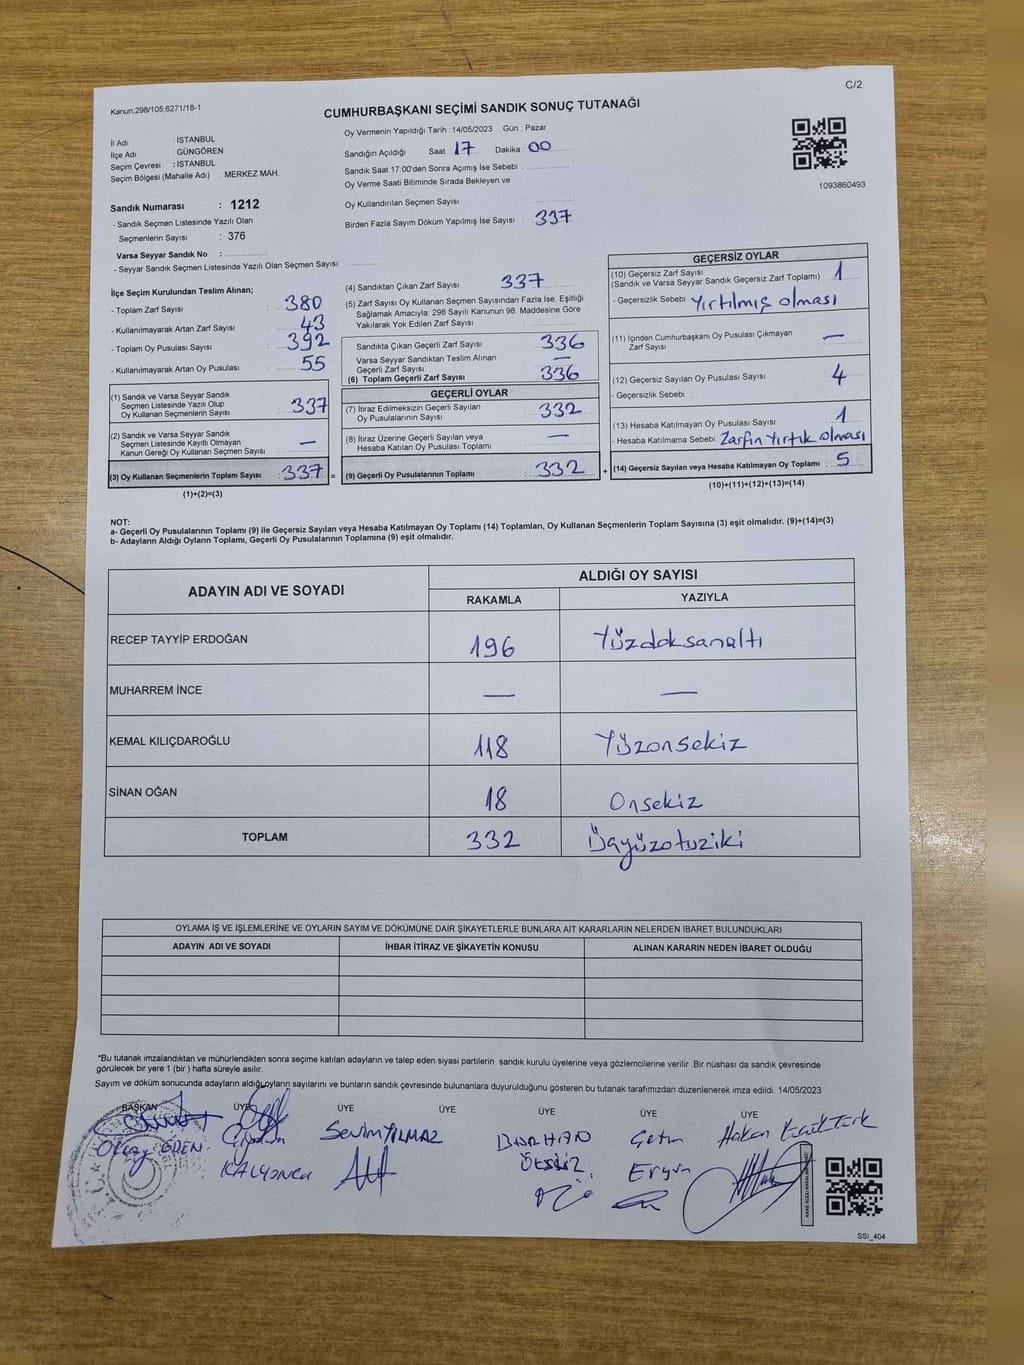 C/2
Kanun:298/105;6271/18-1
CUMHURBAŞKANI SEÇİMİ SANDIK SONUÇ TUTANAĞI
İl Adı : İSTANBUL
İlçe Adı : GÜNGÖREN
Seçim Çevresi : İSTANBUL
Seçim Bölgesi (Mahalle Adı) : MERKEZ MAH.
Oy Vermenin Yapıldığı Tarih :14/05/2023 Gün : Pazar
Sandığın Açıldığı Saat : 17 Dakika : 00
Sandık Saat 17:00'den Sonra Açımış İse Sebebi :
Oy Verme Saati Bitiminde Sırada Bekleyen ve
Oy Kullandırılan Seçmen Sayısı :
Birden Fazla Sayım Döküm Yapılmış İse Sayısı : 337
1093860493
Sandık Numarası : 1212
- Sandık Seçmen Listesinde Yazılı Olan
Seçmenlerin Sayısı : 376
Varsa Seyyar Sandık No :
- Seyyar Sandık Seçmen Listesinde Yazılı Olan Seçmen Sayısı:
İlçe Seçim Kurulundan Teslim Alınan;
- Toplam Zarf Sayısı : 380
- Kullanılmayarak Artan Zarf Sayısı : 43
- Toplam Oy Pusulası Sayısı : 392
- Kullanılmayarak Artan Oy Pusulası : 55
(1) Sandık ve Varsa Seyyar Sandık
Seçmen Listesinde Yazılı Olup
Oy Kullanan Seçmenlerin Sayısı : 337
(2) Sandık ve Varsa Seyyar Sandık
Seçmen Listesinde Kayıtlı Olmayan
Kanun Gereği Oy Kullanan Seçmen Sayısı : —
(3) Oy Kullanan Seçmenlerin Toplam Sayısı : 337 =
(1)+(2)=(3)
(4) Sandıktan Çıkan Zarf Sayısı : 337
(5) Zarf Sayısı Oy Kullanan Seçmen Sayısından Fazla İse, Eşitliği
Sağlamak Amacıyla; 298 Sayılı Kanunun 98. Maddesine Göre
Yakılarak Yok Edilen Zarf Sayısı :
Sandıkta Çıkan Geçerli Zarf Sayısı : 336
Varsa Seyyar Sandıktan Teslim Alınan
Geçerli Zarf Sayısı : —
(6) Toplam Geçerli Zarf Sayısı : 336
GEÇERLİ OYLAR
(7) İtiraz Edilmeksizin Geçerli Sayılan
Oy Pusulalarının Sayısı : 332
(8) İtiraz Üzerine Geçerli Sayılan veya
Hesaba Katılan Oy Pusulası Toplamı : —
(9) Geçerli Oy Pusulalarının Toplamı : 332 +
GEÇERSİZ OYLAR
(10) Geçersiz Zarf Sayısı
(Sandık ve Varsa Seyyar Sandık Geçersiz Zarf Toplamı) : 1
- Geçersizlik Sebebi : Yırtılmış olması
(11) İçinden Cumhurbaşkanı Oy Pusulası Çıkmayan
Zarf Sayısı : —
(12) Geçersiz Sayılan Oy Pusulası Sayısı : 4
- Geçersizlik Sebebi :
(13) Hesaba Katılmayan Oy Pusulası Sayısı : 1
- Hesaba Katılmama Sebebi : Zarfın Yırtık olması
(14) Geçersiz Sayılan veya Hesaba Katılmayan Oy Toplamı : 5
(10)+(11)+(12)+(13)=(14)
NOT:
a- Geçerli Oy Pusulalarının Toplamı (9) ile Geçersiz Sayılan veya Hesaba Katılmayan Oy Toplamı (14) Toplamları, Oy Kullanan Seçmenlerin Toplam Sayısına (3) eşit olmalıdır. (9)+(14)=(3)
b- Adayların Aldığı Oyların Toplamı, Geçerli Oy Pusulalarının Toplamına (9) eşit olmalıdır.
ADAYIN ADI VE SOYADI ALDIĞI OY SAYISI
RAKAMLA YAZIYLA
RECEP TAYYİP ERDOĞAN 196 Yüzdoksanaltı
MUHARREM İNCE — —
KEMAL KILIÇDAROĞLU 118 Yüzonsekiz
SİNAN OĞAN 18 Onsekiz
TOPLAM 332 Üçyüzotuziki
OYLAMA İŞ VE İŞLEMLERİNE VE OYLARIN SAYIM VE DÖKÜMÜNE DAİR ŞİKAYETLERLE BUNLARA AİT KARARLARIN NELERDEN İBARET BULUNDUKLARI
ADAYIN ADI VE SOYADI İHBAR İTİRAZ VE ŞİKAYETİN KONUSU ALINAN KARARIN NEDEN İBARET OLDUĞU
*Bu tutanak imzalandıktan ve mühürlendikten sonra seçime katılan adayların ve talep eden siyasi partilerin sandık kurulu üyelerine veya gözlemcilerine verilir .Bir nüshası da sandık çevresinde
görülecek bir yere 1 (bir ) hafta süreyle asılır.
Sayım ve döküm sonucunda adayların aldığı oyların sayılarını ve bunların sandık çevresinde bulunanlara duyurulduğunu gösteren bu tutanak tarafımızdan düzenlenerek imza edildi. 14/05/2023
BAŞKAN ÜYE ÜYE ÜYE ÜYE ÜYE ÜYE
Sevim YILMAZ
BURHAN
Çetin
Hakan
KALYONCU
Ergin
SSI_404